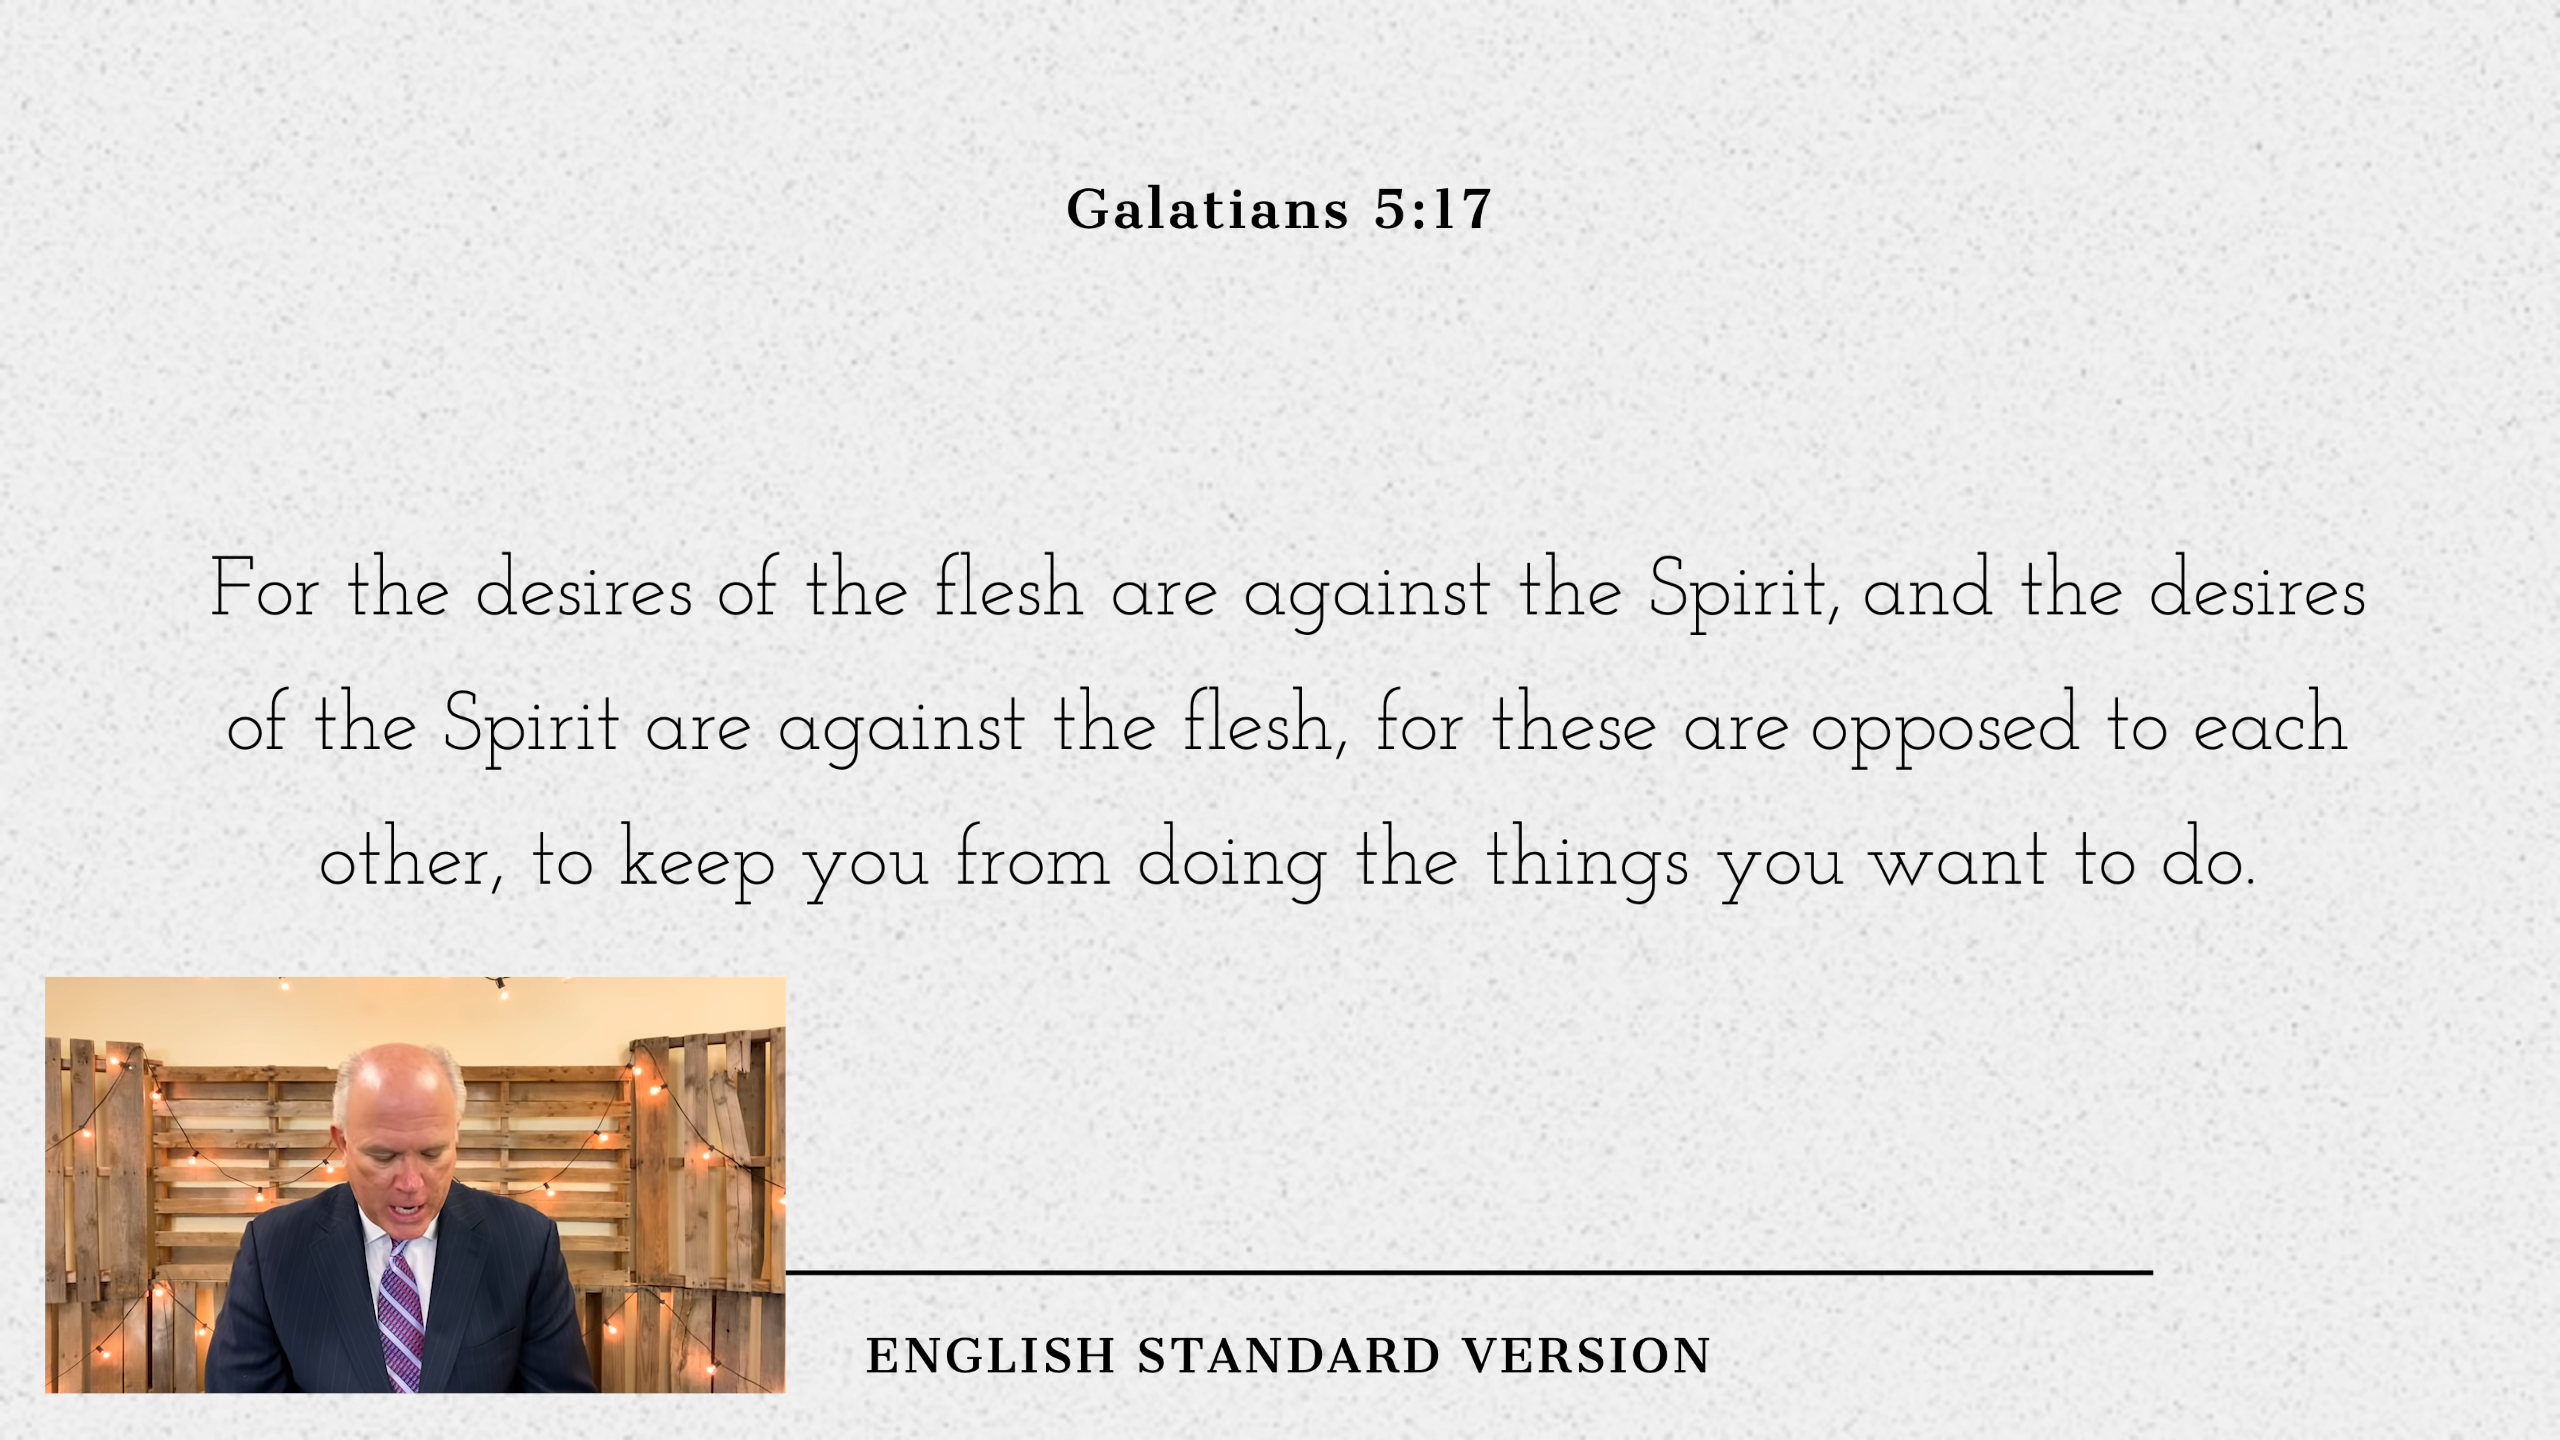 Galatians 5:17
For the desires of the flesh are against the Spirit, and the desires
of the Spirit are against the flesh, for these are opposed to each
other, to keep you from doing the things you want to do.
ENGLISH STANDARD VERSION